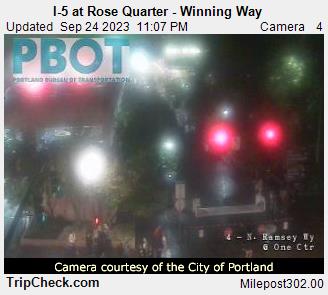 I-5 at Rose Quarter - Winning Way
Updated Sep 24 2023 11:07 PM Camera 4
PBOT
PORTLAND BUREAU OF TRANSPORTATION
4 - N. Ramsey Wy
@ One Ctr
Camera courtesy of the City of Portland
TripCheck.com Milepost302.00